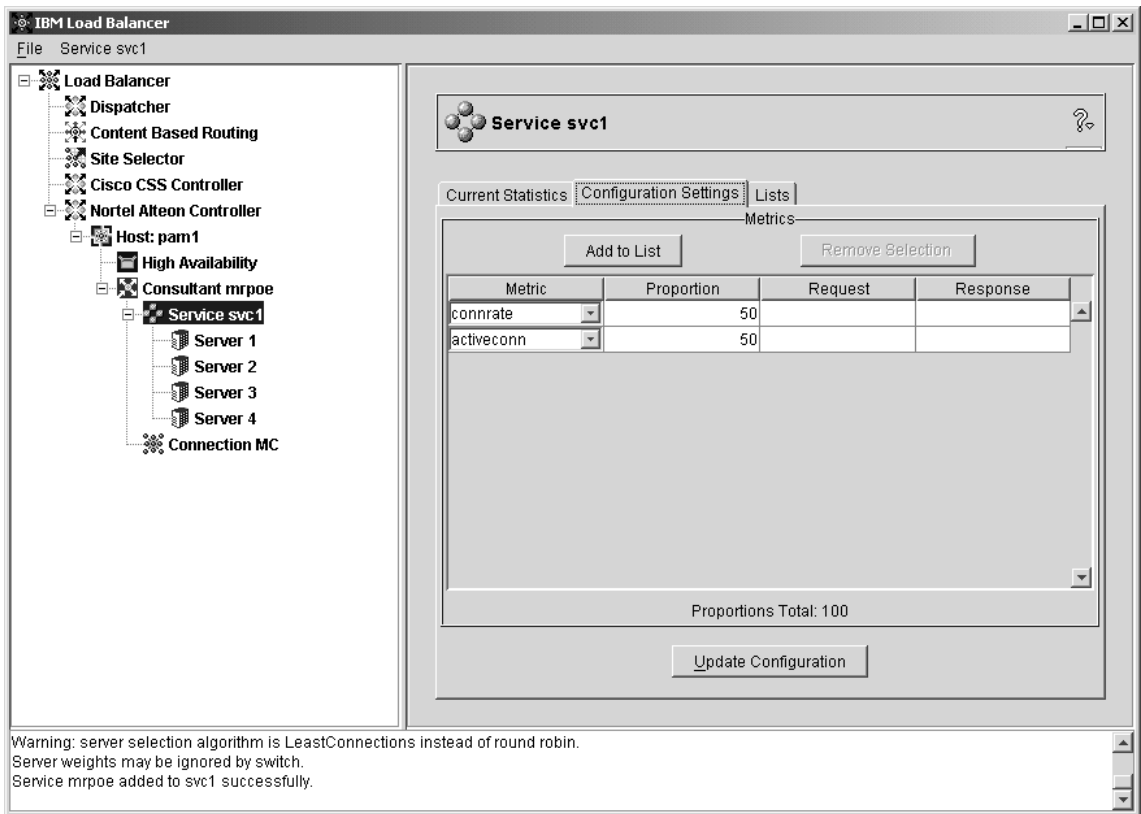 IBM Load Balancer
File Service svc1
Load Balancer
Dispatcher
Content Based Routing
Site Selector
Cisco CSS Controller
Nortel Alteon Controller
Host: pam1
High Availability
Consultant mrpoe
Service svc1
Server 1
Server 2
Server 3
Server 4
Connection MC
Service svc1
?
Current Statistics Configuration Settings Lists
Metrics
Add to List Remove Selection
Metric Proportion Request Response
connrate 50
activeconn 50
Proportions Total: 100
Update Configuration
Warning: server selection algorithm is LeastConnections instead of round robin.
Server weights may be ignored by switch.
Service mrpoe added to svc1 successfully.